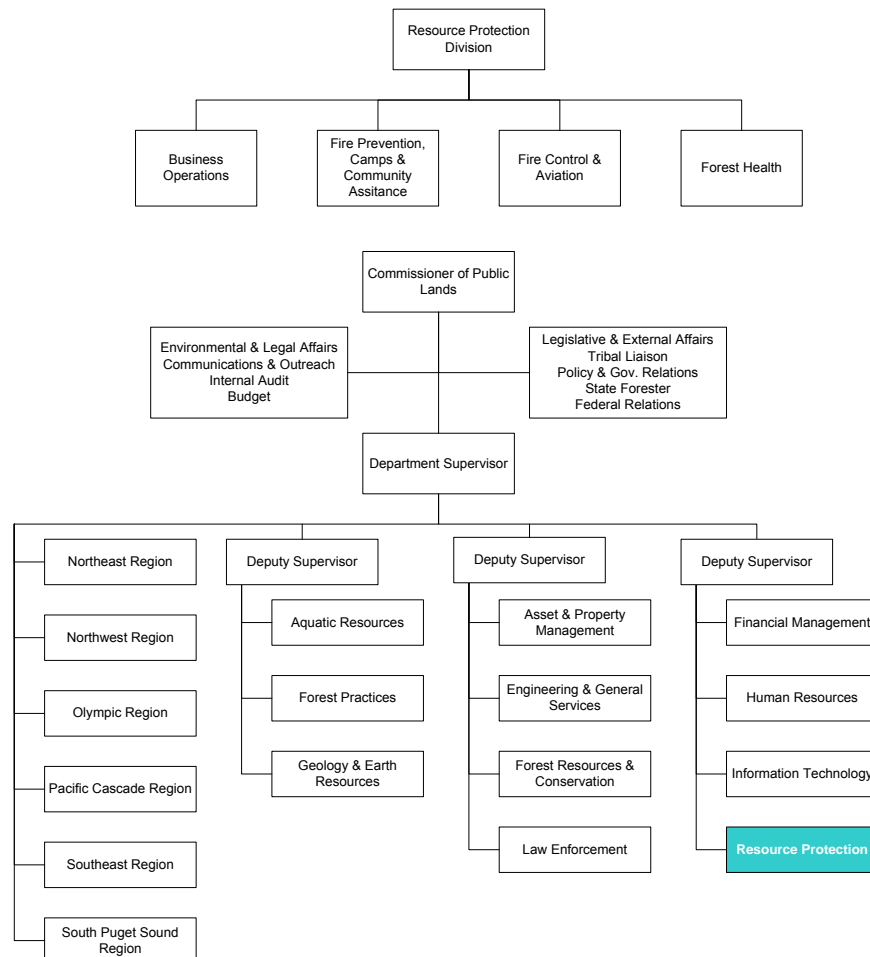 Resource Protection
Division
Business
Operations
Fire Prevention,
Camps &
Community
Assitance
Fire Control &
Aviation
Forest Health
Commissioner of Public
Lands
Environmental & Legal Affairs
Communications & Outreach
Internal Audit
Budget
Legislative & External Affairs
Tribal Liaison
Policy & Gov. Relations
State Forester
Federal Relations
Department Supervisor
Northeast Region
Northwest Region
Olympic Region
Pacific Cascade Region
Southeast Region
South Puget Sound
Region
Deputy Supervisor
Aquatic Resources
Forest Practices
Geology & Earth
Resources
Deputy Supervisor
Asset & Property
Management
Engineering & General
Services
Forest Resources &
Conservation
Law Enforcement
Deputy Supervisor
Financial Management
Human Resources
Information Technology
Resource Protection